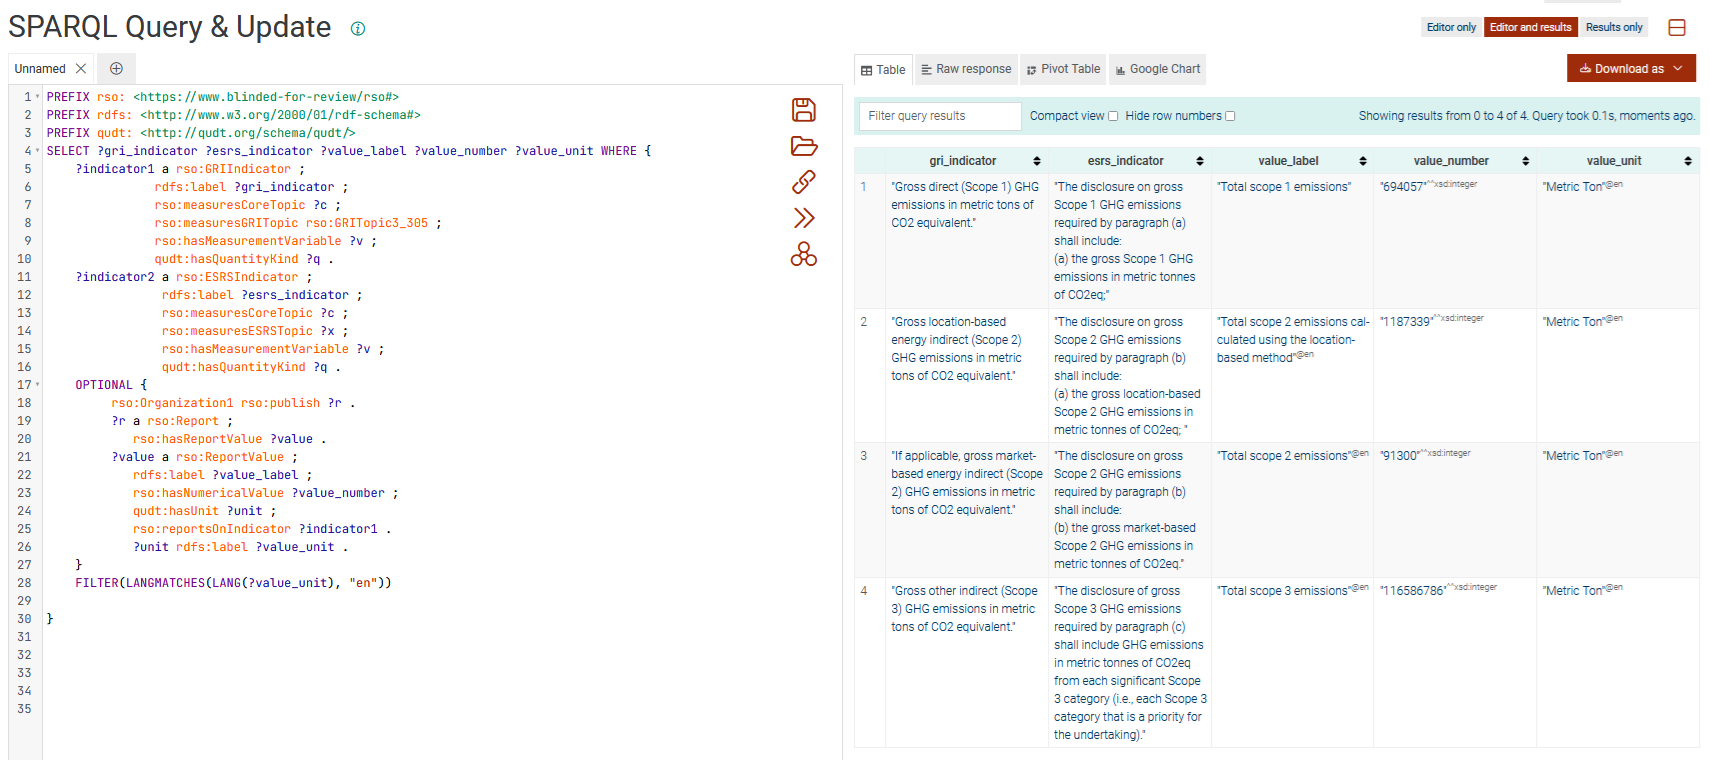 SPARQL Query & Update
Editor only
Editor and results
Results only
Unnamed
Table
Raw response
Pivot Table
Google Chart
Download as
1 PREFIX rso: <https://www.blinded-for-review/rso#>
2 PREFIX rdfs: <http://www.w3.org/2000/01/rdf-schema#>
3 PREFIX qudt: <http://qudt.org/schema/qudt/>
4 SELECT ?gri_indicator ?esrs_indicator ?value_label ?value_number ?value_unit WHERE {
5 ?indicator1 a rso:GRIIndicator ;
6 rdfs:label ?gri_indicator ;
7 rso:measuresCoreTopic ?c ;
8 rso:measuresGRITopic rso:GRITopic3_305 ;
9 rso:hasMeasurementVariable ?v ;
10 qudt:hasQuantityKind ?q .
11 ?indicator2 a rso:ESRSIndicator ;
12 rdfs:label ?esrs_indicator ;
13 rso:measuresCoreTopic ?c ;
14 rso:measuresESRSTopic ?x ;
15 rso:hasMeasurementVariable ?v ;
16 qudt:hasQuantityKind ?q .
17 OPTIONAL {
18 rso:Organization1 rso:publish ?r .
19 ?r a rso:Report ;
20 rso:hasReportValue ?value .
21 ?value a rso:ReportValue ;
22 rdfs:label ?value_label ;
23 rso:hasNumericalValue ?value_number ;
24 qudt:hasUnit ?unit ;
25 rso:reportsOnIndicator ?indicator1 .
26 ?unit rdfs:label ?value_unit .
27 }
28 FILTER(LANGMATCHES(LANG(?value_unit), "en"))
29
30 }
31
32
33
34
35
Filter query results
Compact view
Hide row numbers
Showing results from 0 to 4 of 4. Query took 0.1s, moments ago.
gri_indicator esrs_indicator value_label value_number value_unit
1
"Gross direct (Scope 1) GHG
emissions in metric tons of
CO2 equivalent."
"The disclosure on gross
Scope 1 GHG emissions
required by paragraph (a)
shall include:
(a) the gross Scope 1 GHG
emissions in metric tonnes
of CO2eq;"
"Total scope 1 emissions"
"694057"^^xsd:integer
"Metric Ton"@en
2
"Gross location-based
energy indirect (Scope 2)
GHG emissions in metric
tons of CO2 equivalent."
"The disclosure on gross
Scope 2 GHG emissions
required by paragraph (b)
shall include:
(a) the gross location-based
Scope 2 GHG emissions in
metric tonnes of CO2eq; "
"Total scope 2 emissions cal-
culated using the location-
based method"@en
"1187339"^^xsd:integer
"Metric Ton"@en
3
"If applicable, gross market-
based energy indirect (Scope
2) GHG emissions in metric
tons of CO2 equivalent."
"The disclosure on gross
Scope 2 GHG emissions
required by paragraph (b)
shall include:
(b) the gross market-based
Scope 2 GHG emissions in
metric tonnes of CO2eq."
"Total scope 2 emissions"@en
"91300"^^xsd:integer
"Metric Ton"@en
4
"Gross other indirect (Scope
3) GHG emissions in metric
tons of CO2 equivalent."
"The disclosure of gross
Scope 3 GHG emissions
required by paragraph (c)
shall include GHG emissions
in metric tonnes of CO2eq
from each significant Scope
3 category (i.e., each Scope 3
category that is a priority for
the undertaking)."
"Total scope 3 emissions"@en
"116586786"^^xsd:integer
"Metric Ton"@en